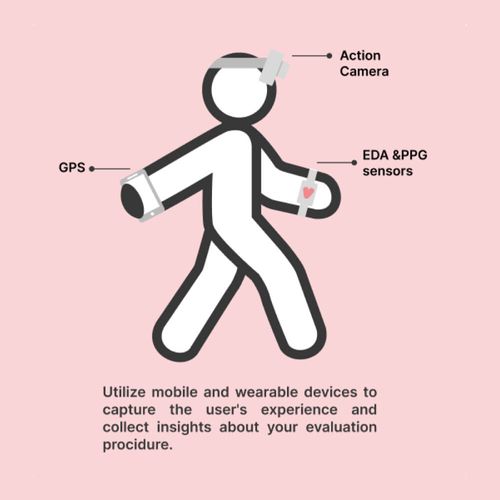 Action
Camera
GPS
EDA &PPG
sensors
Utilize mobile and wearable devices to
capture the user's experience and
collect insights about your evaluation
procidure.